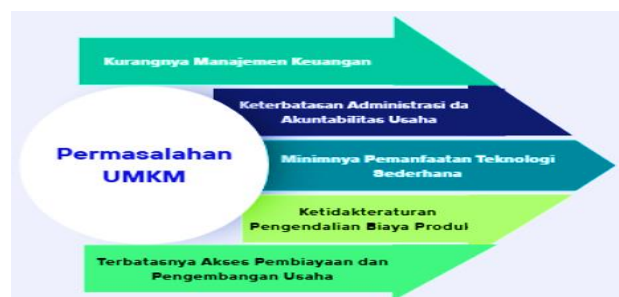 Kurangnya Manajemen Keuangan
Keterbatasan Administrasi da
Akuntabilitas Usaha
Permasalahan
UMKM
Minimnya Pemanfaatan Teknologi
Sederhana
Ketidakteraturan
Pengendalian Biaya Produk
Terbatasnya Akses Pembiayaan dan
Pengembangan Usaha